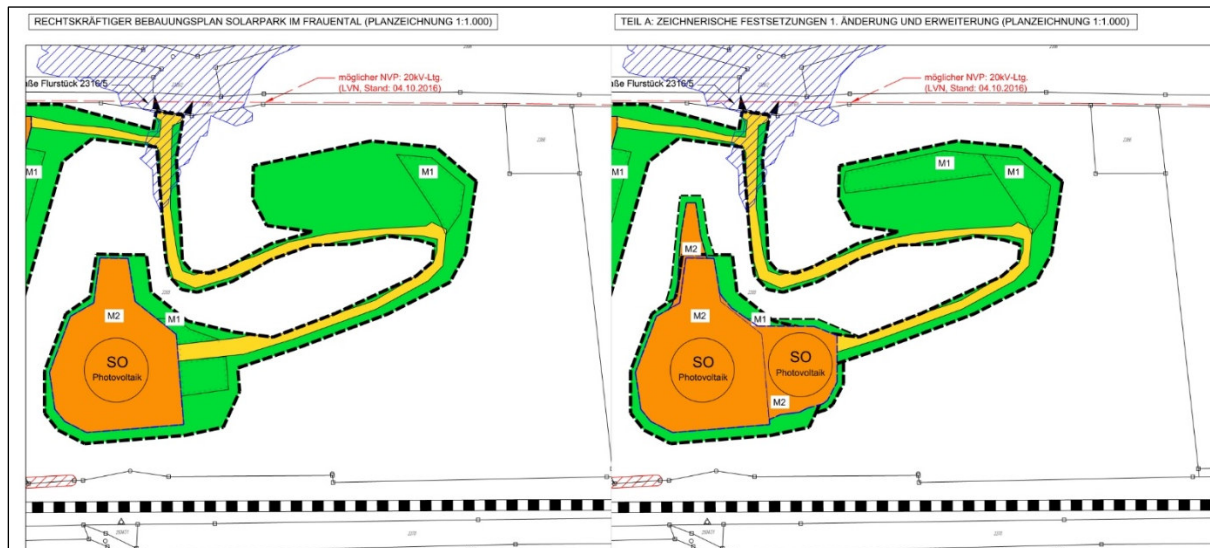 RECHTSKRÄFTIGER BEBAUUNGSPLAN SOLARPARK IM FRAUENTAL (PLANZEICHNUNG 1:1.000)
möglicher NVP: 20kV-Ltg.
(LVN, Stand: 04.10.2016)
aße Flurstück 2316/5
M1
M1
M2
M1
SO
Photovoltaik
TEIL A: ZEICHNERISCHE FESTSETZUNGEN 1. ÄNDERUNG UND ERWEITERUNG (PLANZEICHNUNG 1:1.000)
möglicher NVP: 20kV-Ltg.
(LVN, Stand: 04.10.2016)
aße Flurstück 2316/5
M1
M1
M1
M2
M2
M1
SO
Photovoltaik
SO
Photovoltaik
M2